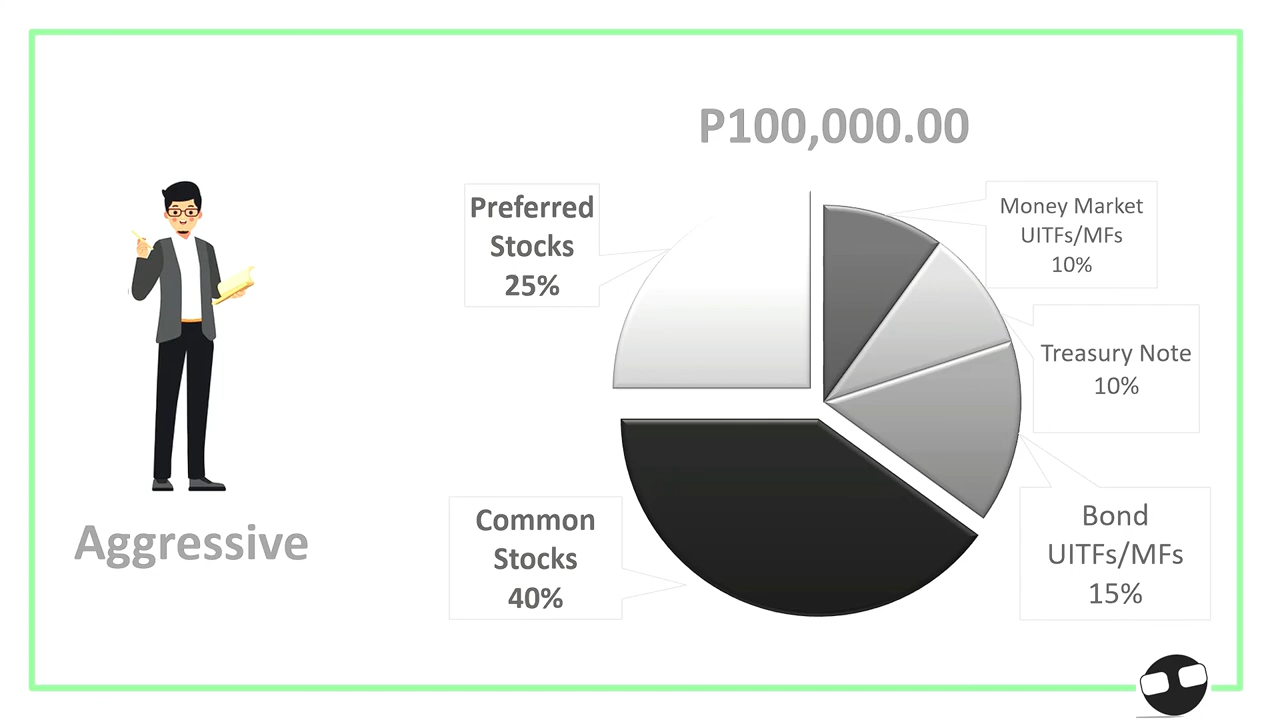 P100,000.00
Preferred
Stocks
25%
Money Market
UITFs/MFs
10%
Treasury Note
10%
Common
Stocks
40%
Bond
UITFs/MFs
15%
Aggressive